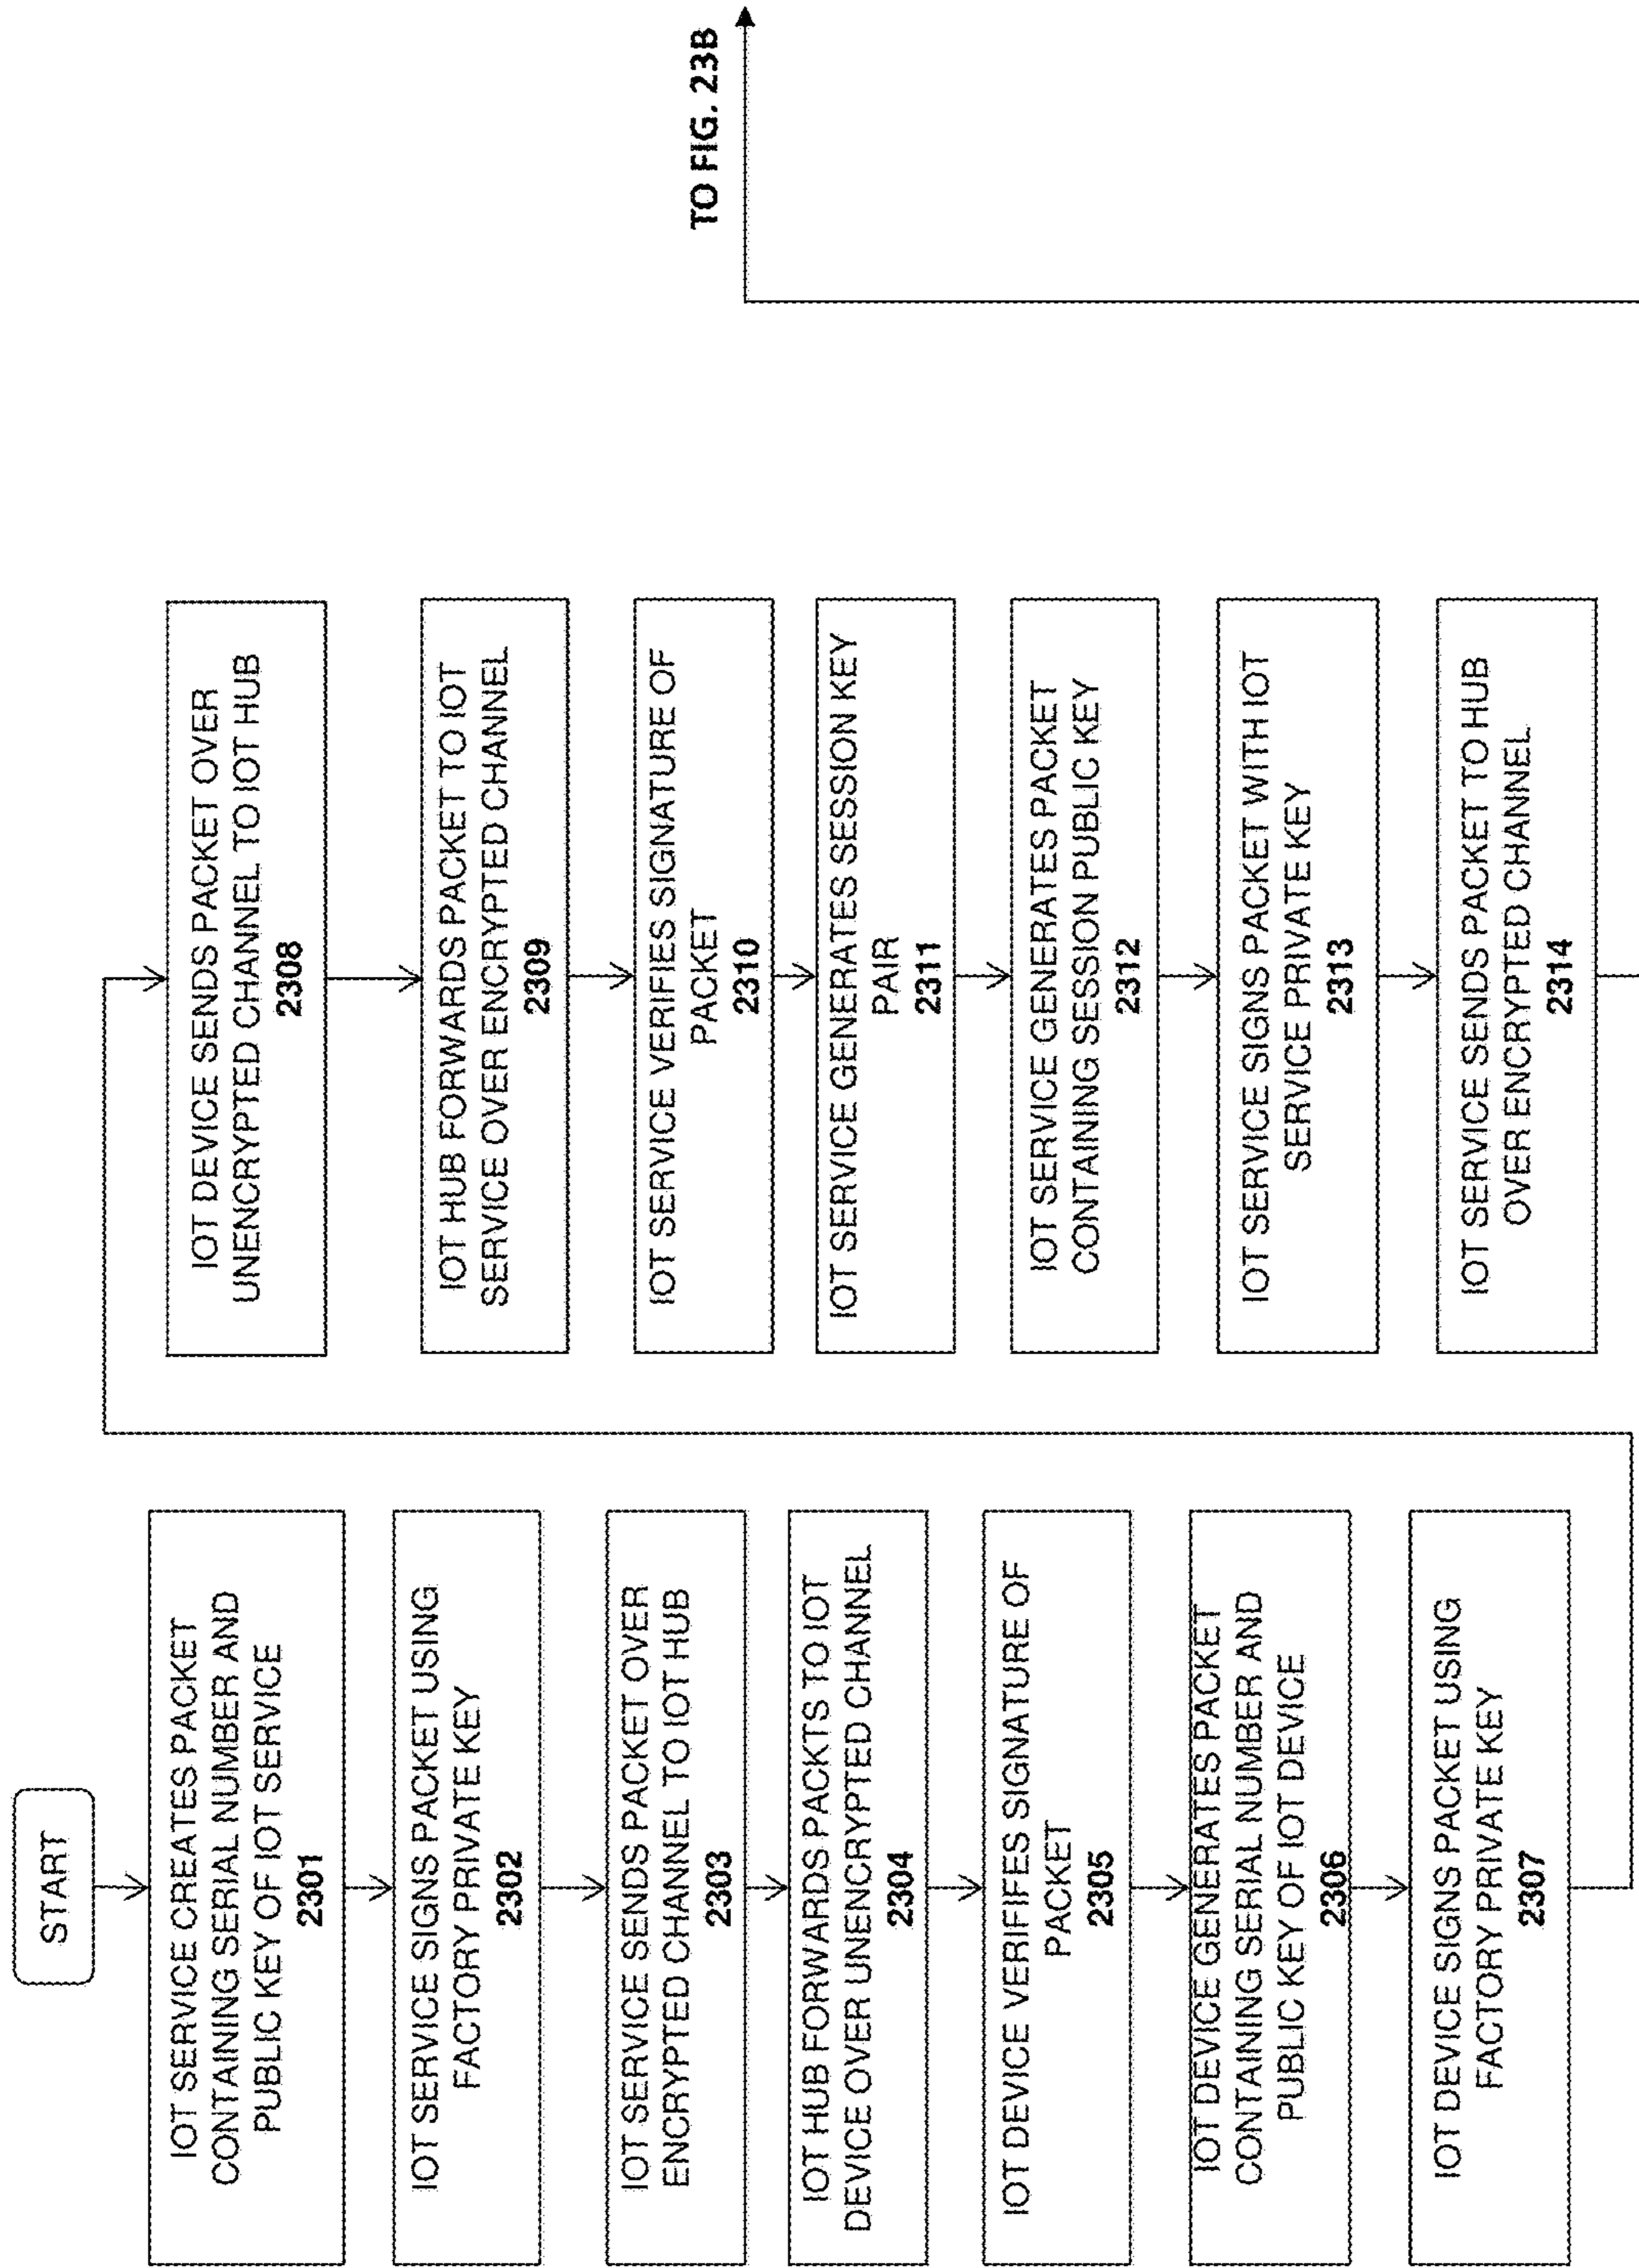 START
IOT SERVICE CREATES PACKET
CONTAINING SERIAL NUMBER AND
PUBLIC KEY OF IOT SERVICE
2301
IOT SERVICE SIGNS PACKET USING
FACTORY PRIVATE KEY
2302
IOT SERVICE SENDS PACKET OVER
ENCRYPTED CHANNEL TO IOT HUB
2303
IOT HUB FORWARDS PACKTS TO IOT
DEVICE OVER UNENCRYPTED CHANNEL
2304
IOT DEVICE VERIFIFES SIGNATURE OF
PACKET
2305
IOT DEVICE GENERATES PACKET
CONTAINING SERIAL NUMBER AND
PUBLIC KEY OF IOT DEVICE
2306
IOT DEVICE SIGNS PACKET USING
FACTORY PRIVATE KEY
2307
IOT DEVICE SENDS PACKET OVER
UNENCRYPTED CHANNEL TO IOT HUB
2308
IOT HUB FORWARDS PACKET TO IOT
SERVICE OVER ENCRYPTED CHANNEL
2309
IOT SERVICE VERIFIES SIGNATURE OF
PACKET
2310
IOT SERVICE GENERATES SESSION KEY
PAIR
2311
IOT SERVICE GENERATES PACKET
CONTAINING SESSION PUBLIC KEY
2312
IOT SERVICE SIGNS PACKET WITH IOT
SERVICE PRIVATE KEY
2313
IOT SERVICE SENDS PACKET TO HUB
OVER ENCRYPTED CHANNEL
2314
TO FIG. 23B